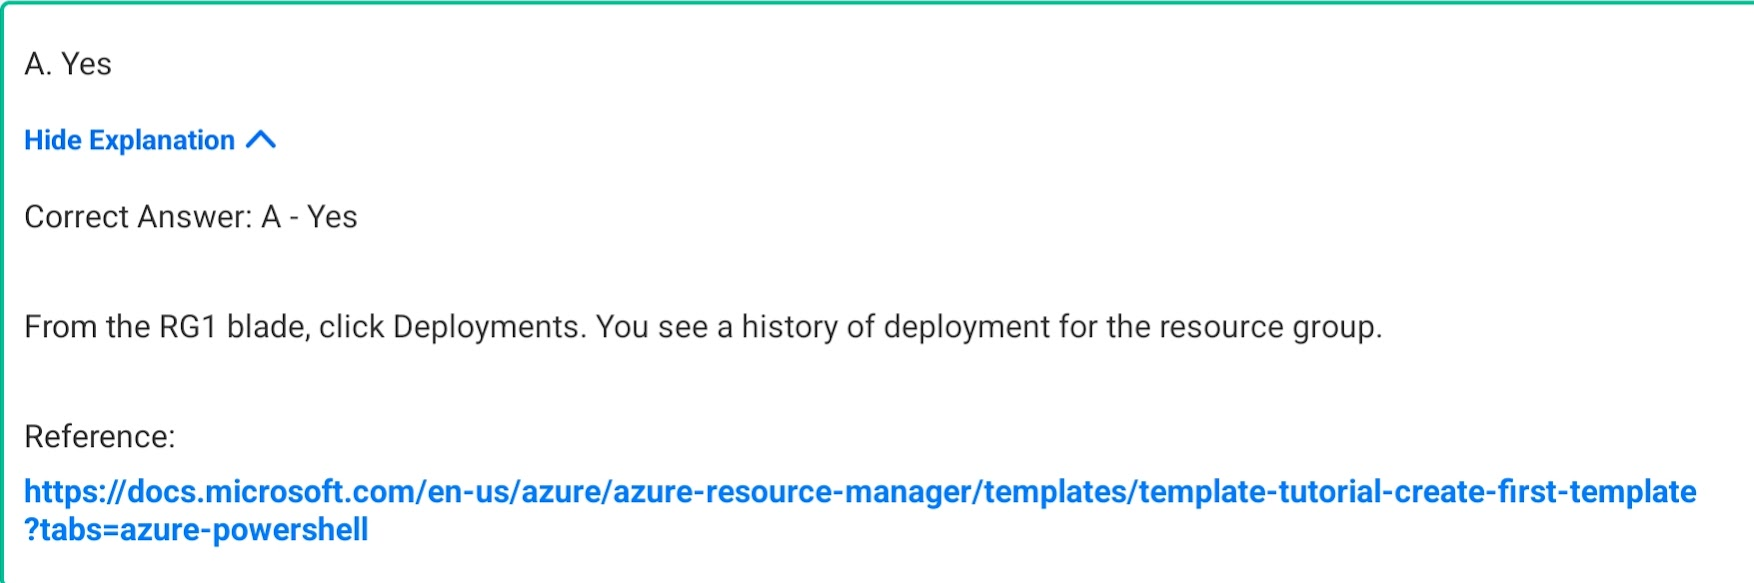 A. Yes
Hide Explanation
Correct Answer: A - Yes
From the RG1 blade, click Deployments. You see a history of deployment for the resource group.
Reference:
https://docs.microsoft.com/en-us/azure/azure-resource-manager/templates/template-tutorial-create-first-template
?tabs=azure-powershell